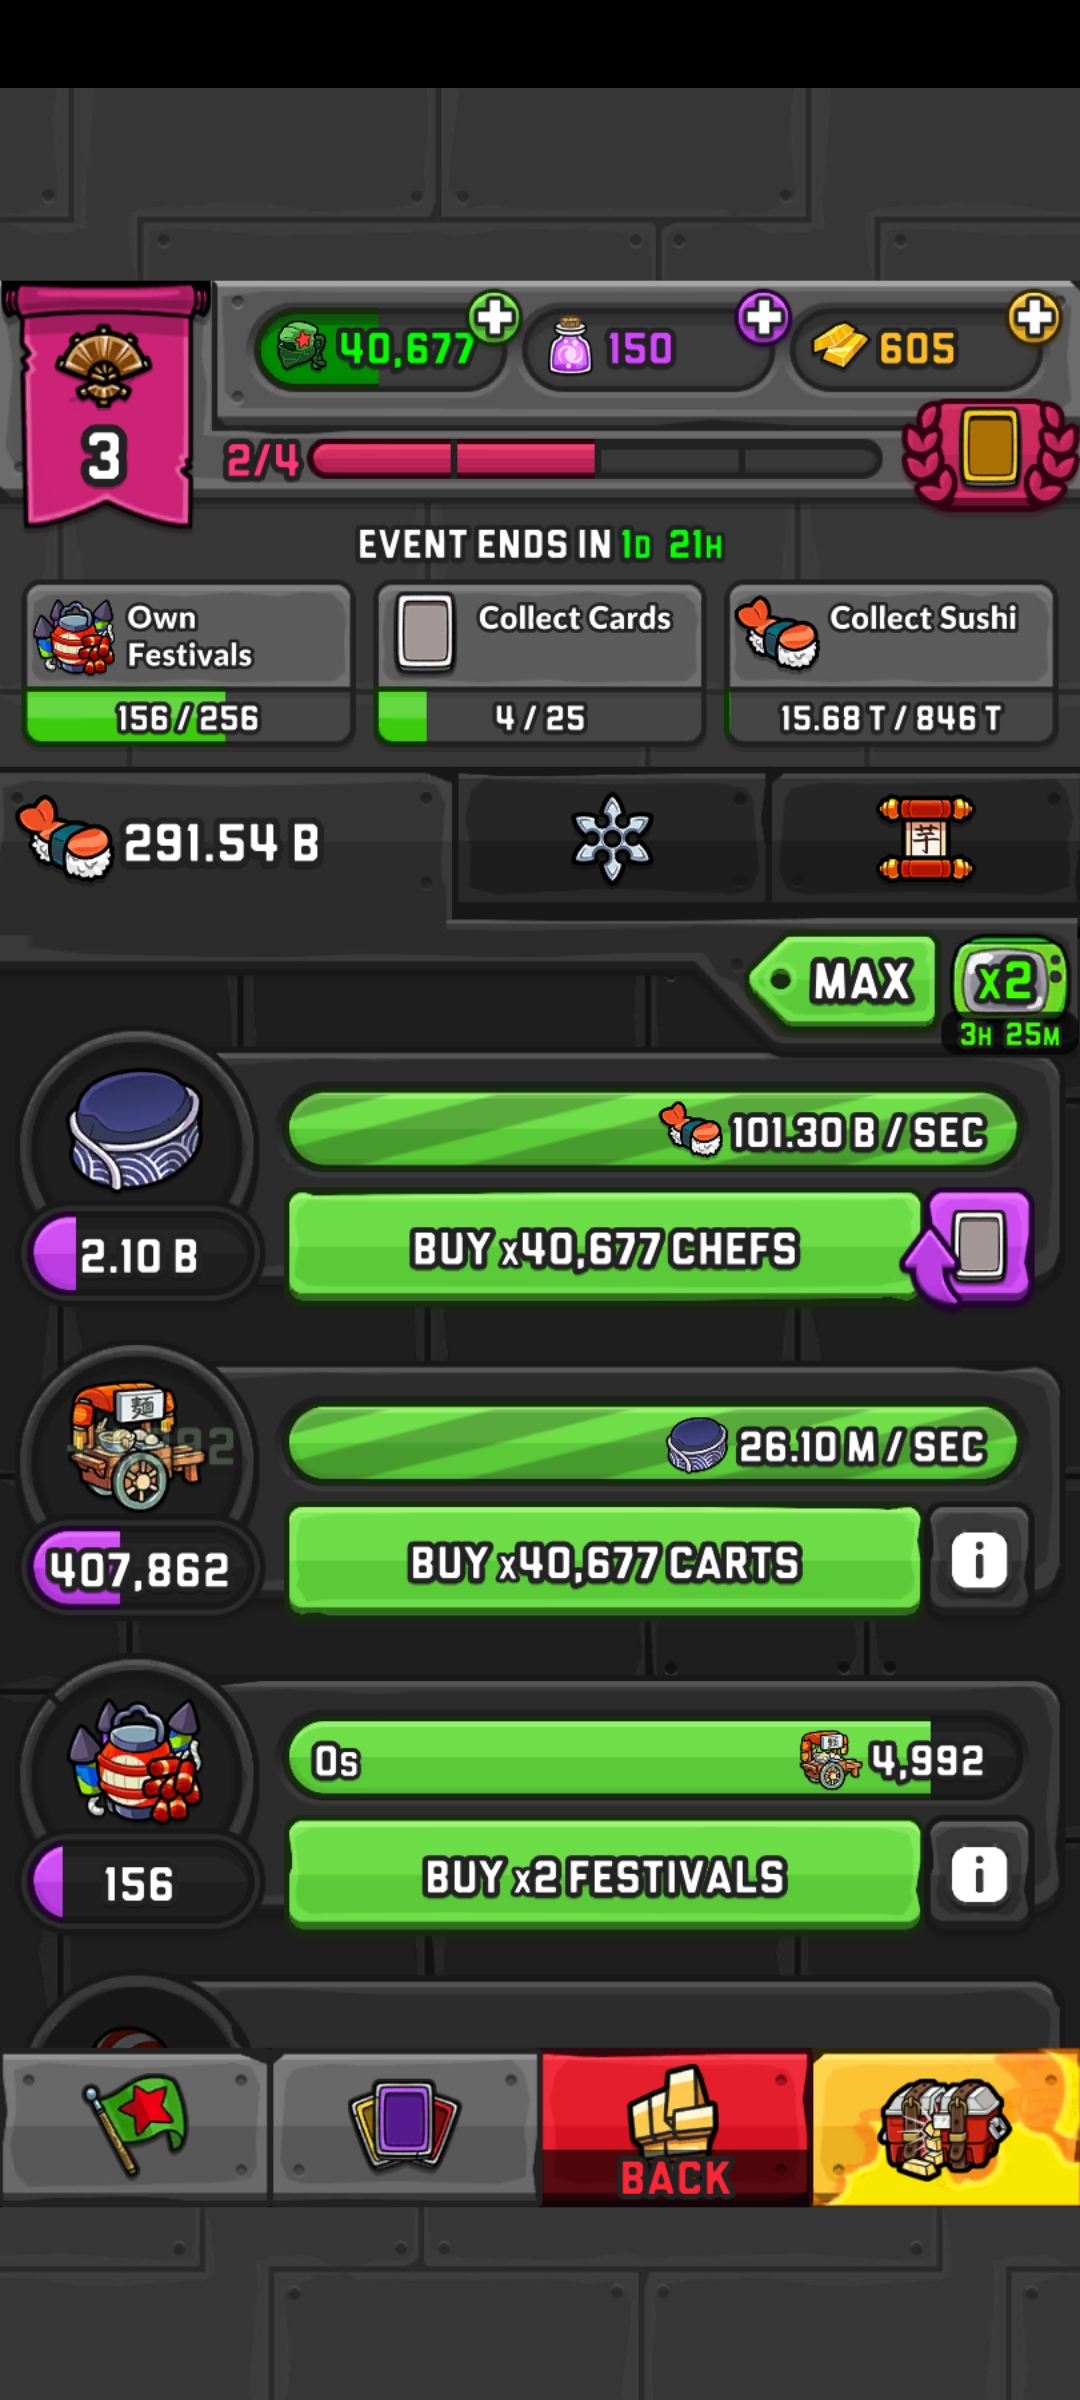 40,677
150
605
3
2/4
EVENT ENDS IN 1D 21H
Own
Festivals
156 / 256
Collect Cards
4 / 25
Collect Sushi
15.68 T / 846 T
291.54 B
芋
MAX
x2
3H 25M
101.30 B / SEC
2.10 B
BUY x40,677 CHEFS
麺
26.10 M / SEC
407,862
BUY x40,677 CARTS
i
0s
4,992
156
BUY x2 FESTIVALS
i
BACK